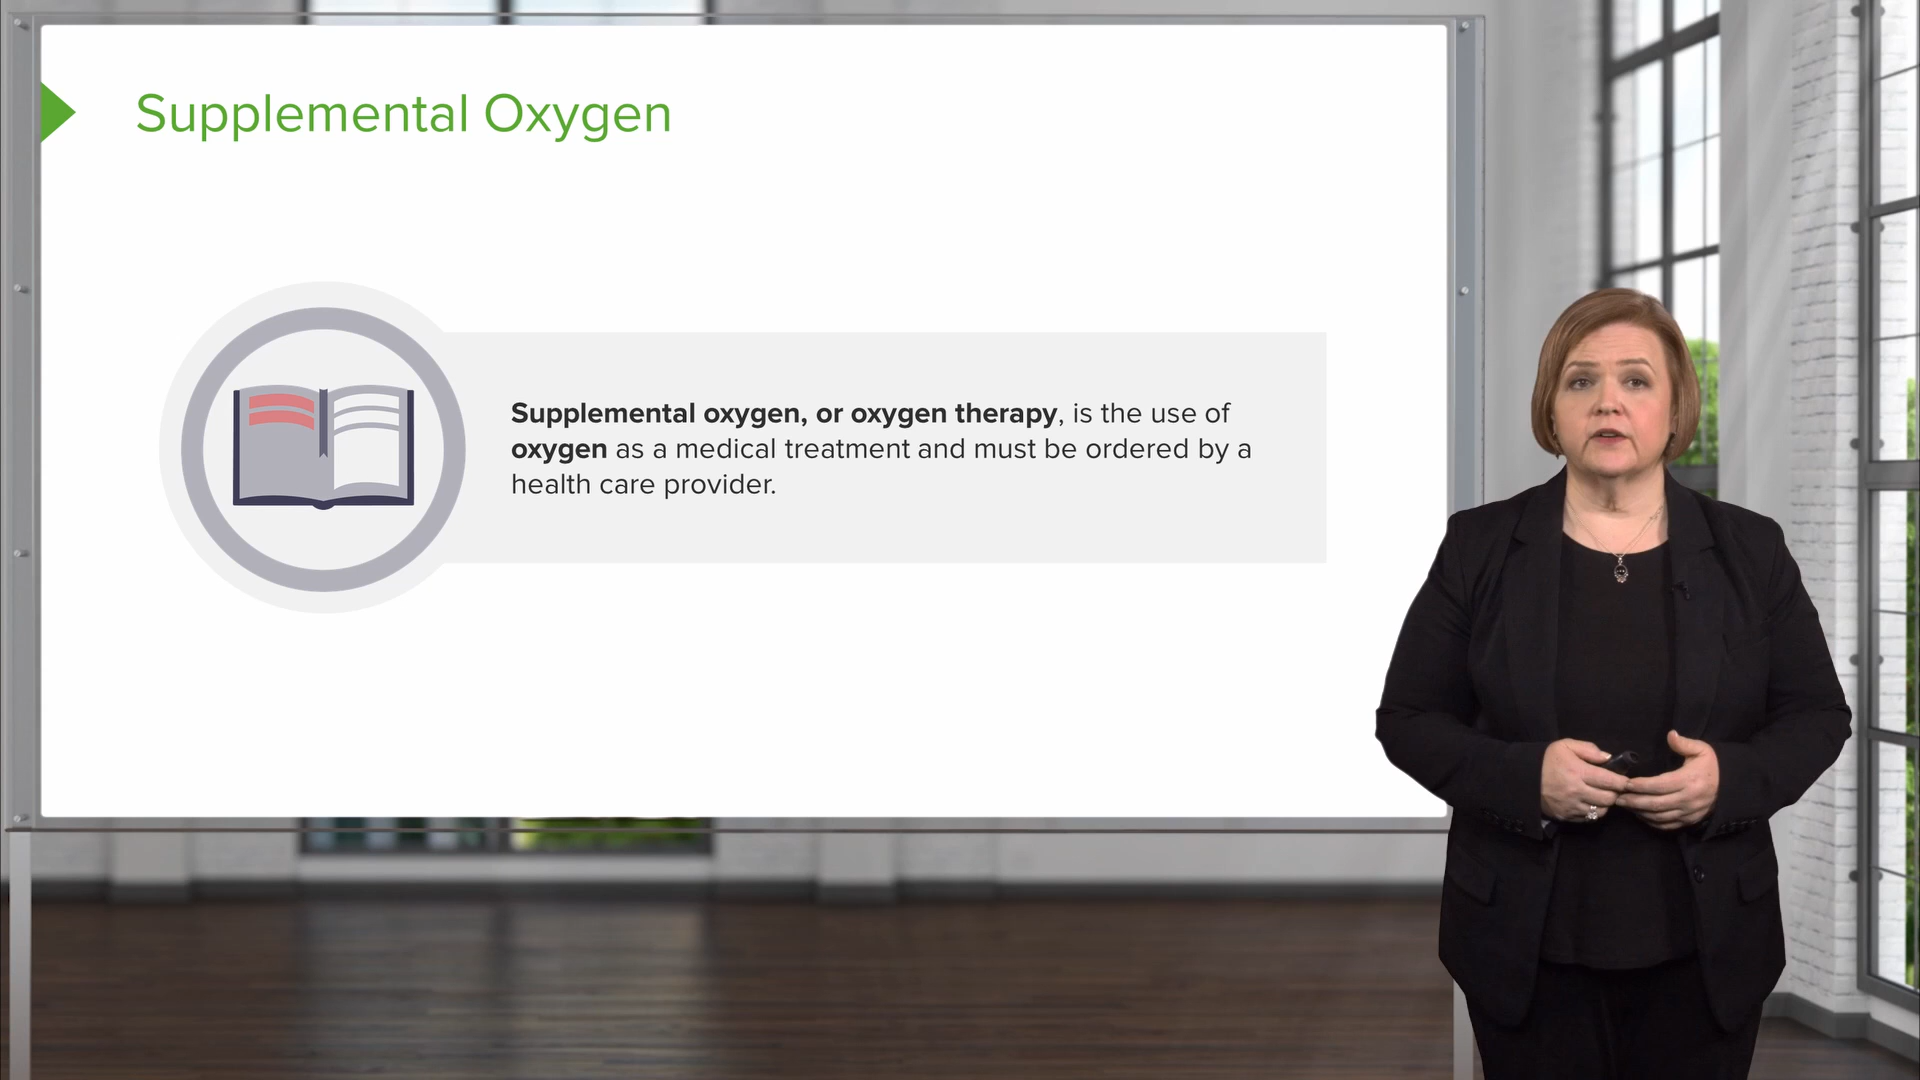 Supplemental Oxygen
Supplemental oxygen, or oxygen therapy, is the use of
oxygen as a medical treatment and must be ordered by a
health care provider.